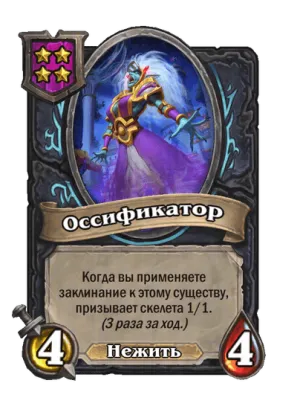 Оссификатор
Когда вы применяете
заклинание к этому существу,
призывает скелета 1/1.
(3 раза за ход.)
4
Нежить
4